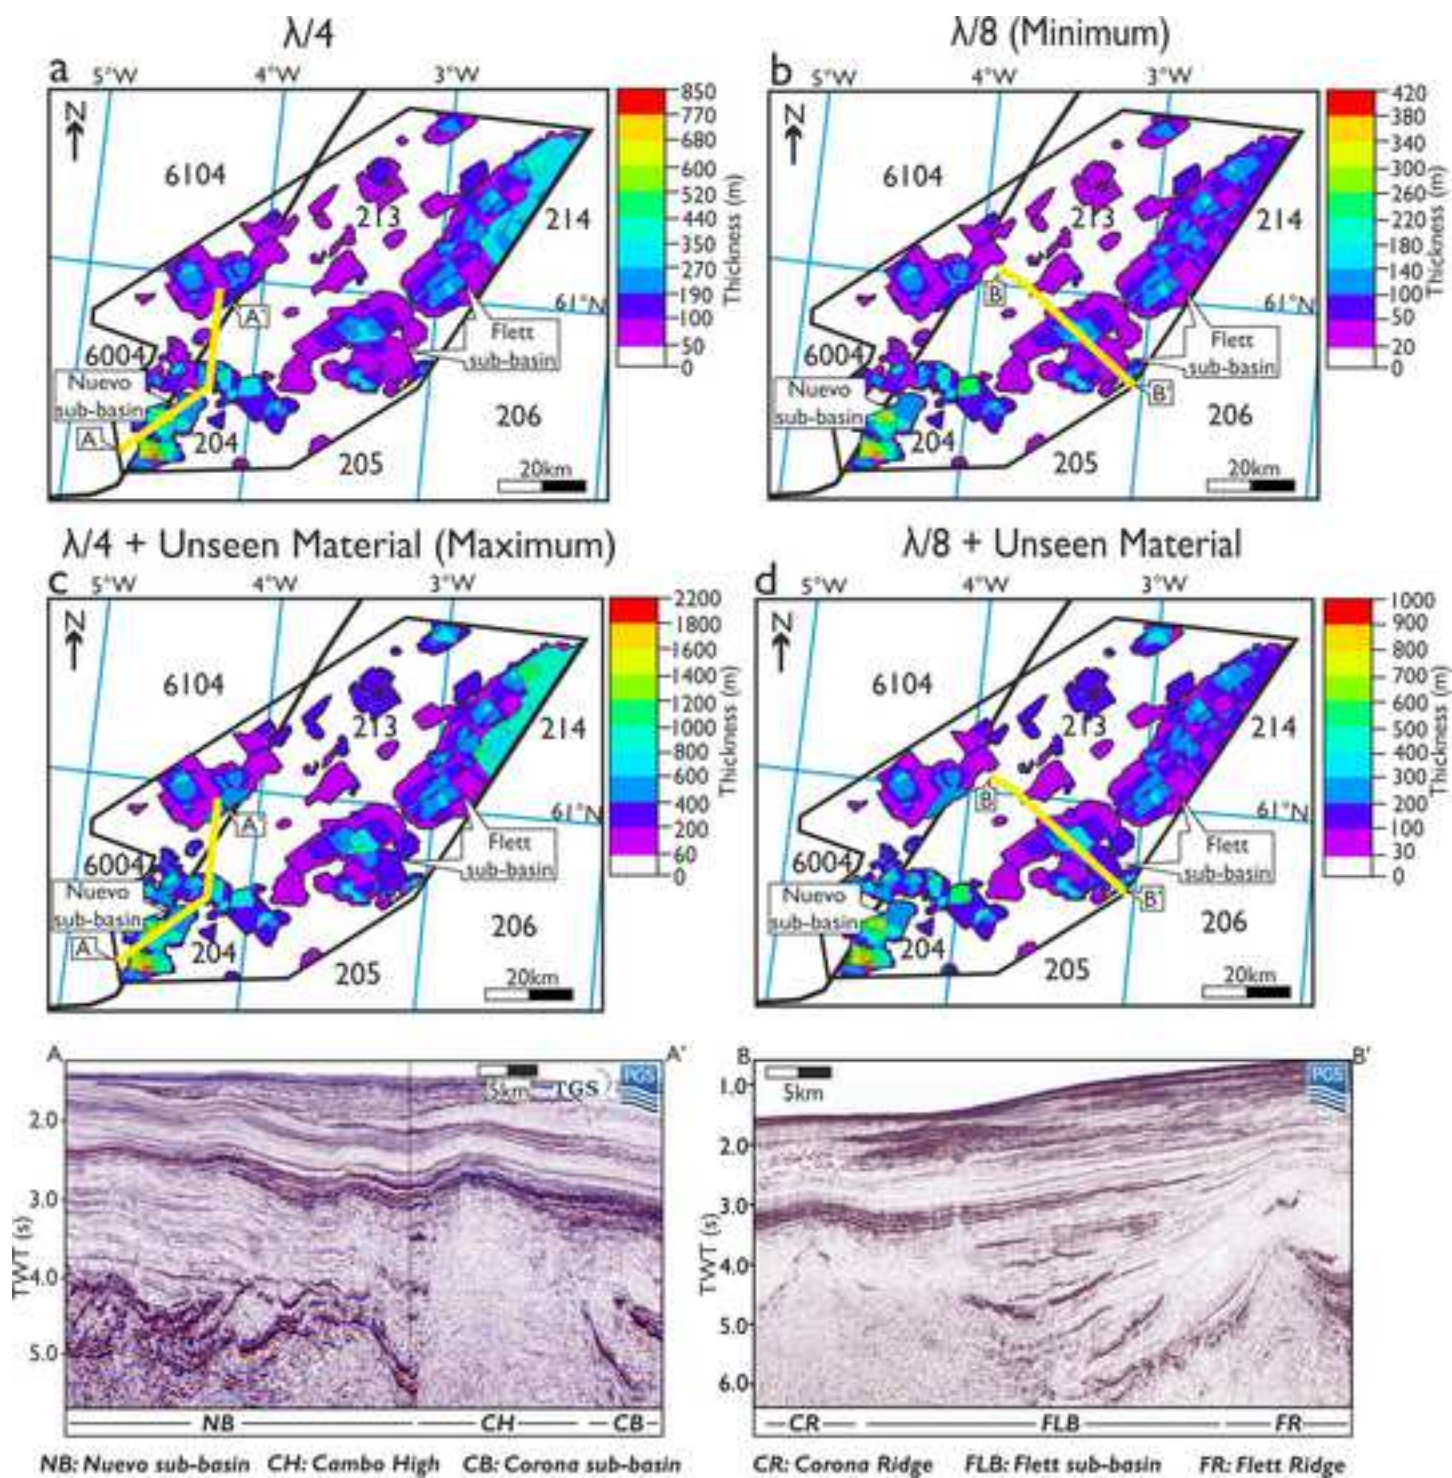 λ/4
λ/8 (Minimum)
a
5°W
4°W
3°W
N
6104
213
214
A'
61°N
6004
Flett
sub-basin
Nuevo
sub-basin
A
204
206
205
20km
850
770
680
600
520
440
350
270
190
100
50
0
Thickness (m)
b
5°W
4°W
3°W
N
6104
213
214
B
61°N
6004
Flett
sub-basin
Nuevo
sub-basin
B'
204
206
205
20km
420
380
340
300
260
220
180
140
100
50
20
0
Thickness (m)
λ/4 + Unseen Material (Maximum)
λ/8 + Unseen Material
c
5°W
4°W
3°W
N
6104
213
214
A'
61°N
6004
Flett
sub-basin
Nuevo
sub-basin
A
204
206
205
20km
2200
1800
1600
1400
1200
1000
800
600
400
200
60
0
Thickness (m)
d
5°W
4°W
3°W
N
6104
213
214
B
61°N
6004
Flett
sub-basin
Nuevo
sub-basin
B'
204
206
205
20km
1000
900
800
700
600
500
400
300
200
100
30
0
Thickness (m)
A
A'
5km
TGS
PGS
2.0
3.0
4.0
5.0
TWT (s)
NB
CH
CB
B
B'
5km
PGS
1.0
2.0
3.0
4.0
5.0
6.0
TWT (s)
CR
FLB
FR
NB: Nuevo sub-basin CH: Cambo High CB: Corona sub-basin
CR: Corona Ridge FLB: Flett sub-basin FR: Flett Ridge